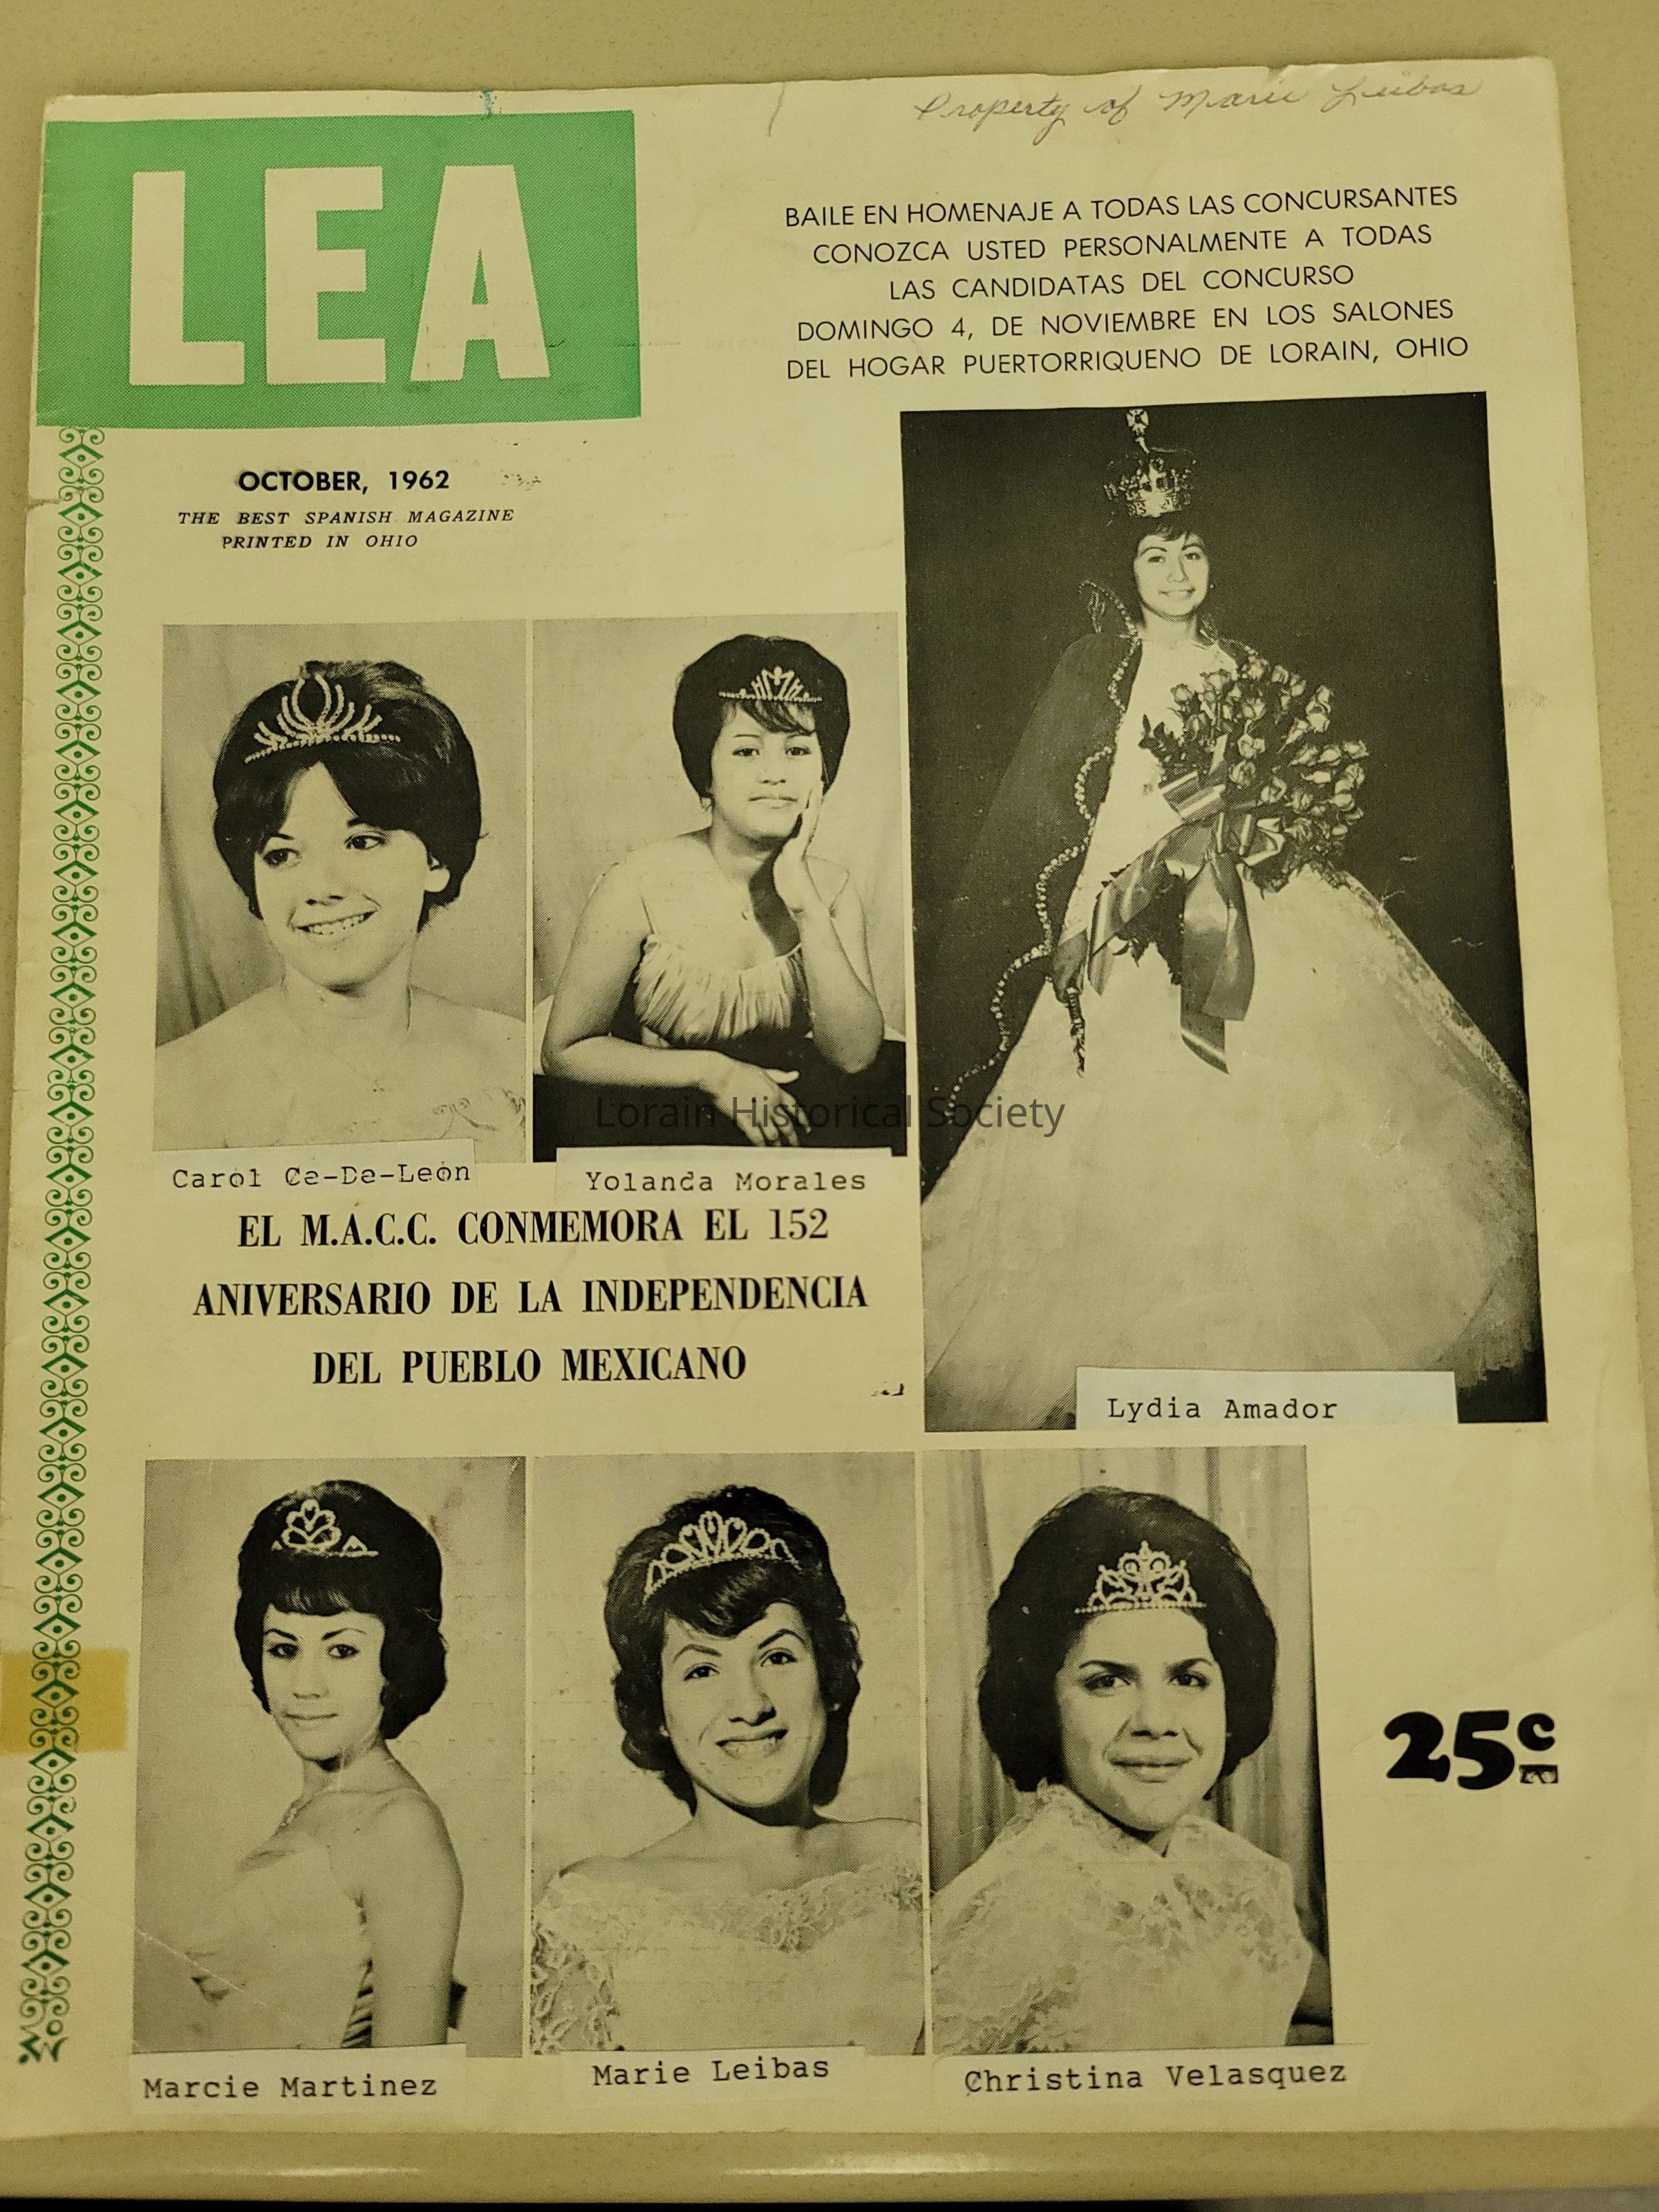 Property of Marie Leibas
LEA
BAILE EN HOMENAJE A TODAS LAS CONCURSANTES
CONOZCA USTED PERSONALMENTE A TODAS
LAS CANDIDATAS DEL CONCURSO
DOMINGO 4, DE NOVIEMBRE EN LOS SALONES
DEL HOGAR PUERTORRIQUENO DE LORAIN, OHIO
OCTOBER, 1962
THE BEST SPANISH MAGAZINE
PRINTED IN OHIO
Lorain Historical Society
Carol Ce-De-León
Yolanda Morales
EL M.A.C.C. CONMEMORA EL 152
ANIVERSARIO DE LA INDEPENDENCIA
DEL PUEBLO MEXICANO
Lydia Amador
25c
Marcie Martinez
Marie Leibas
Christina Velasquez